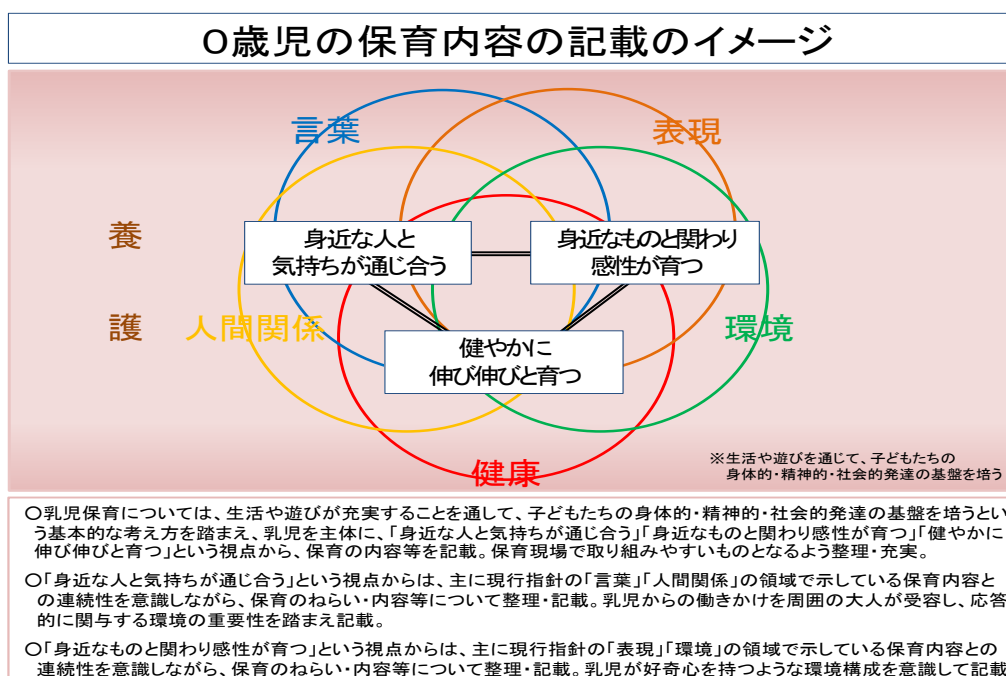 ０歳児の保育内容の記載のイメージ
言葉
表現
養
護
身近な人と
気持ちが通じ合う
身近なものと関わり
感性が育つ
人間関係
環境
健やかに
伸び伸びと育つ
健康
※生活や遊びを通じて、子どもたちの
身体的・精神的・社会的発達の基盤を培う
○乳児保育については、生活や遊びが充実することを通して、子どもたちの身体的・精神的・社会的発達の基盤を培うとい
う基本的な考え方を踏まえ、乳児を主体に、「身近な人と気持ちが通じ合う」「身近なものと関わり感性が育つ」「健やかに
伸び伸びと育つ」という視点から、保育の内容等を記載。保育現場で取り組みやすいものとなるよう整理・充実。
○「身近な人と気持ちが通じ合う」という視点からは、主に現行指針の「言葉」「人間関係」の領域で示している保育内容と
の連続性を意識しながら、保育のねらい・内容等について整理・記載。乳児からの働きかけを周囲の大人が受容し、応答
的に関与する環境の重要性を踏まえ記載。
○「身近なものと関わり感性が育つ」という視点からは、主に現行指針の「表現」「環境」の領域で示している保育内容との
連続性を意識しながら、保育のねらい・内容等について整理・記載。乳児が好奇心を持つような環境構成を意識して記載